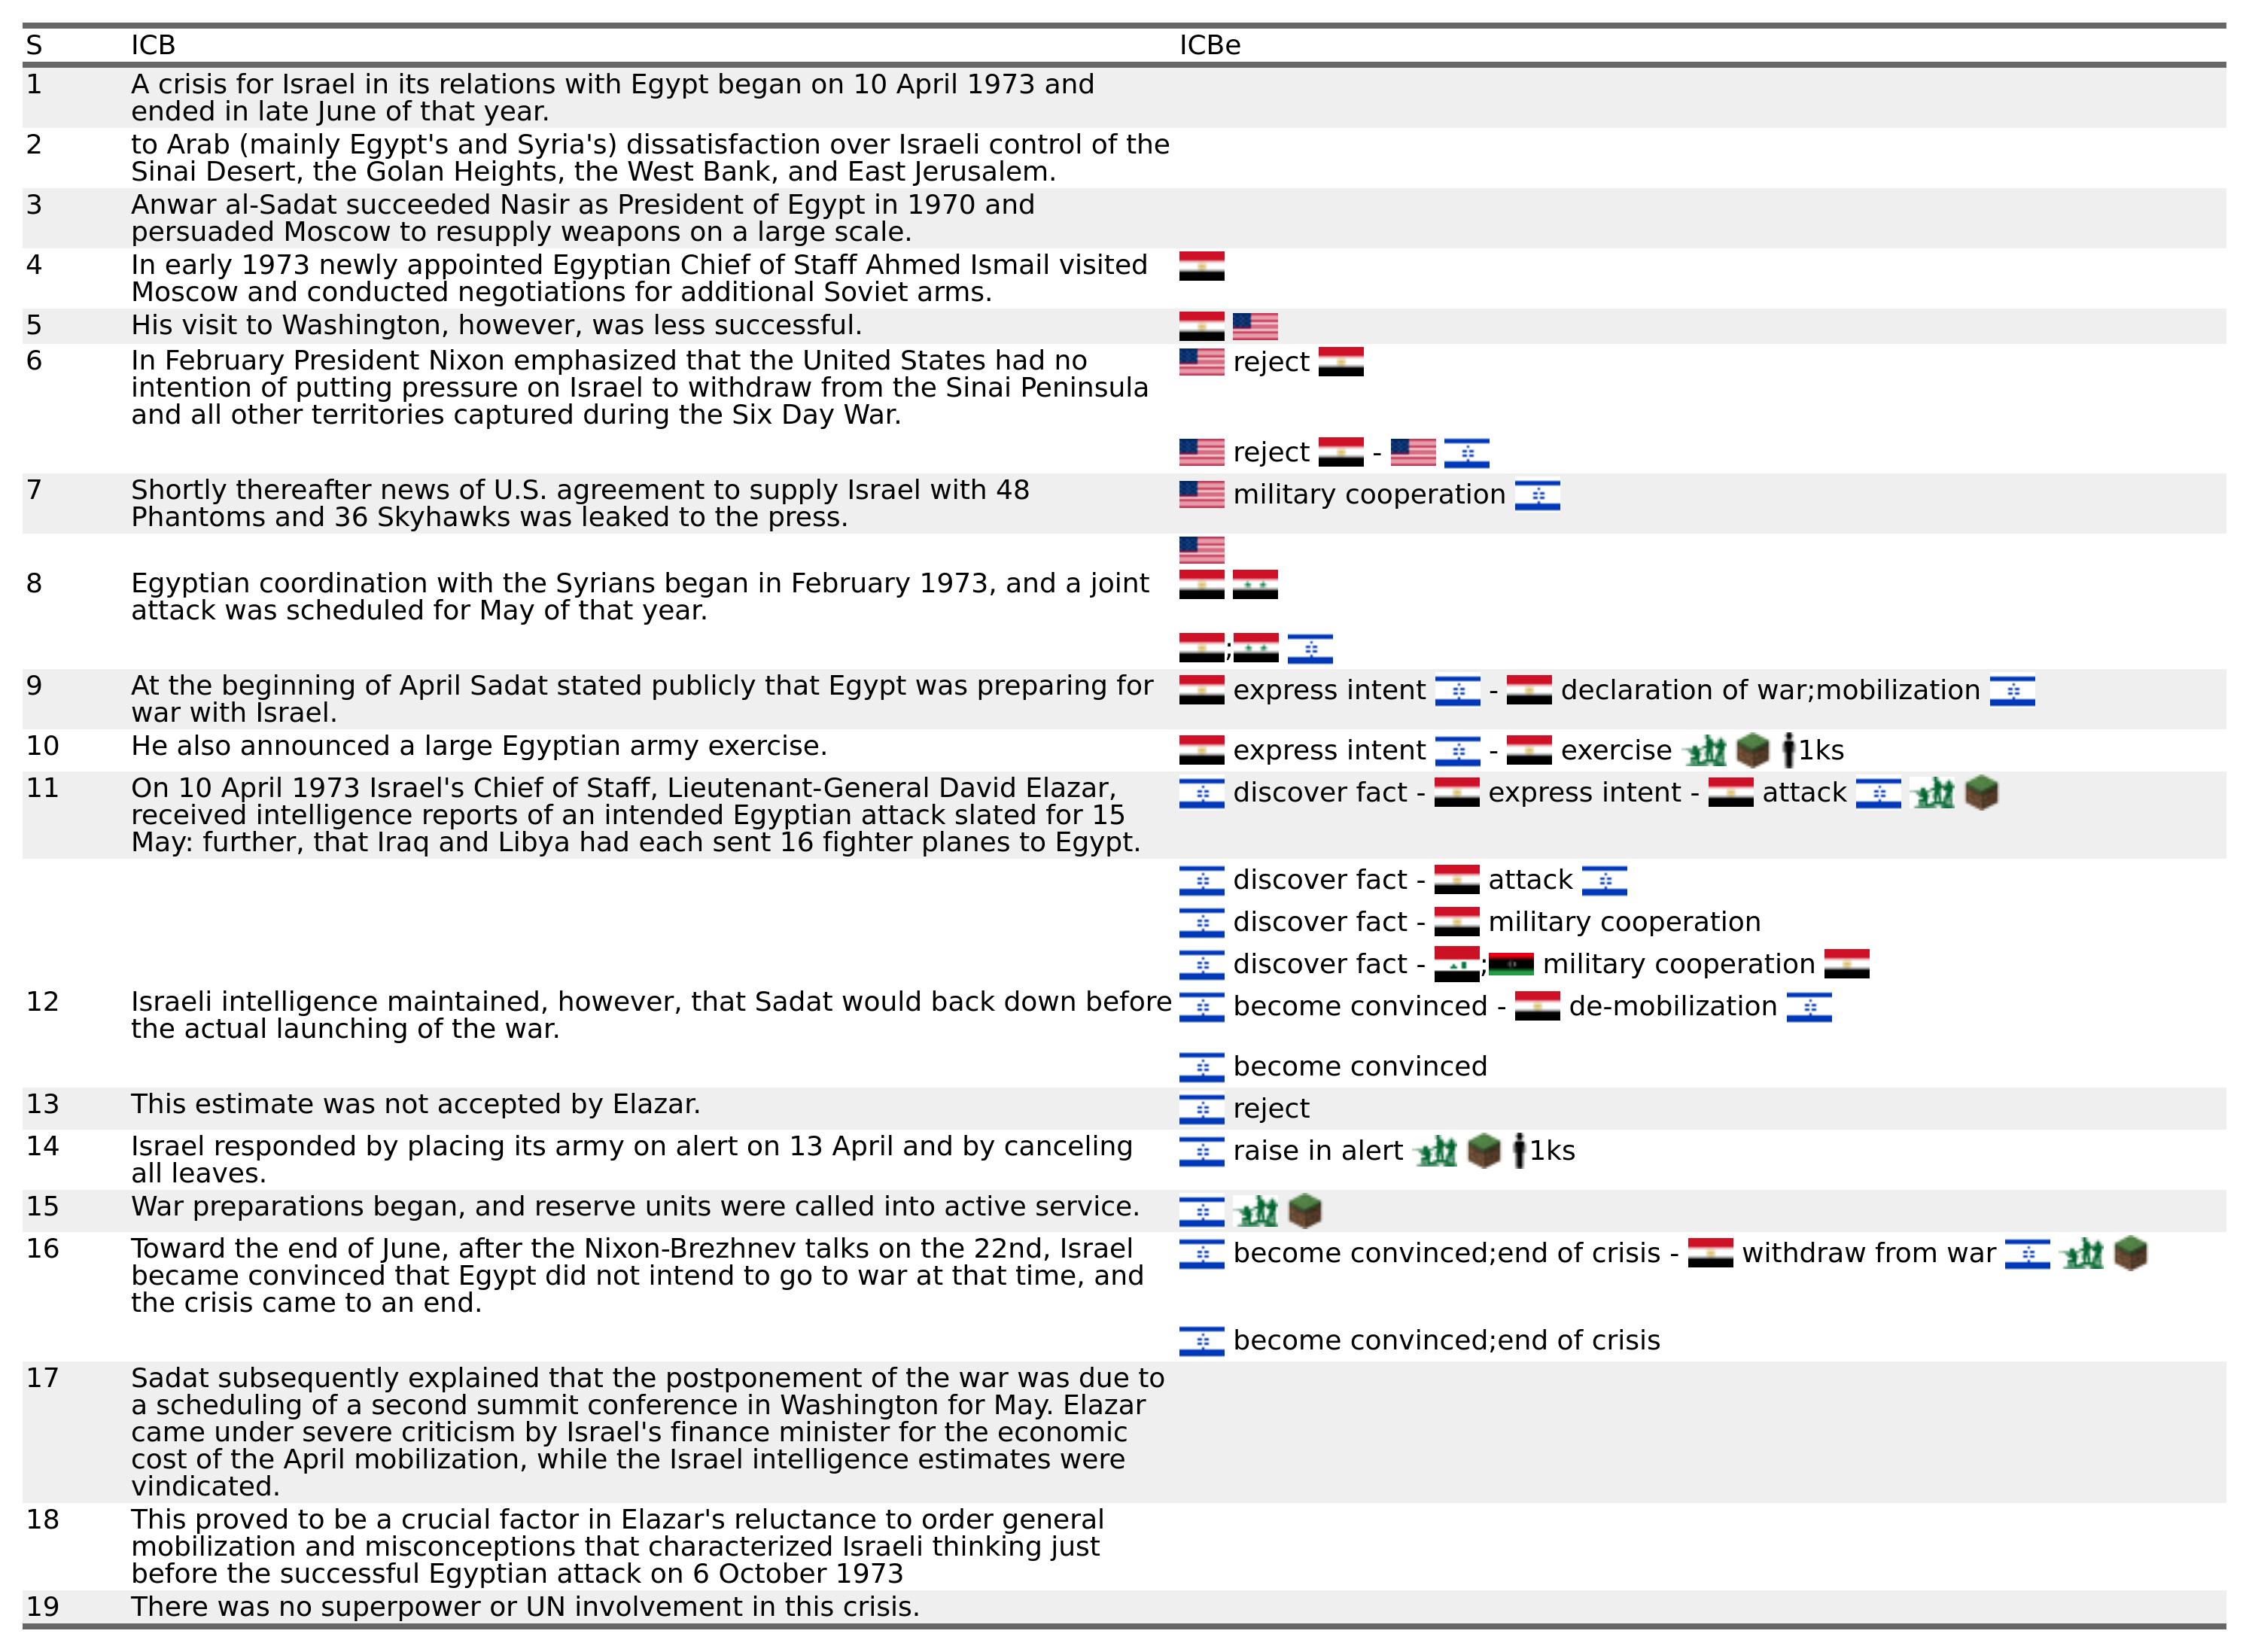 S ICB ICBe
1 A crisis for Israel in its relations with Egypt began on 10 April 1973 and
ended in late June of that year.
2 to Arab (mainly Egypt's and Syria's) dissatisfaction over Israeli control of the
Sinai Desert, the Golan Heights, the West Bank, and East Jerusalem.
3 Anwar al-Sadat succeeded Nasir as President of Egypt in 1970 and
persuaded Moscow to resupply weapons on a large scale.
4 In early 1973 newly appointed Egyptian Chief of Staff Ahmed Ismail visited
Moscow and conducted negotiations for additional Soviet arms.
5 His visit to Washington, however, was less successful.
6 In February President Nixon emphasized that the United States had no reject
intention of putting pressure on Israel to withdraw from the Sinai Peninsula
and all other territories captured during the Six Day War.
reject -
7 Shortly thereafter news of U.S. agreement to supply Israel with 48 military cooperation
Phantoms and 36 Skyhawks was leaked to the press.
8 Egyptian coordination with the Syrians began in February 1973, and a joint
attack was scheduled for May of that year.
;
9 At the beginning of April Sadat stated publicly that Egypt was preparing for express intent - declaration of war;mobilization
war with Israel.
10 He also announced a large Egyptian army exercise. express intent - exercise 1ks
11 On 10 April 1973 Israel's Chief of Staff, Lieutenant-General David Elazar, discover fact - express intent - attack
received intelligence reports of an intended Egyptian attack slated for 15
May: further, that Iraq and Libya had each sent 16 fighter planes to Egypt.
discover fact - attack
discover fact - military cooperation
discover fact - ; military cooperation
12 Israeli intelligence maintained, however, that Sadat would back down before become convinced - de-mobilization
the actual launching of the war.
become convinced
13 This estimate was not accepted by Elazar. reject
14 Israel responded by placing its army on alert on 13 April and by canceling raise in alert 1ks
all leaves.
15 War preparations began, and reserve units were called into active service.
16 Toward the end of June, after the Nixon-Brezhnev talks on the 22nd, Israel become convinced;end of crisis - withdraw from war
became convinced that Egypt did not intend to go to war at that time, and
the crisis came to an end.
become convinced;end of crisis
17 Sadat subsequently explained that the postponement of the war was due to
a scheduling of a second summit conference in Washington for May. Elazar
came under severe criticism by Israel's finance minister for the economic
cost of the April mobilization, while the Israel intelligence estimates were
vindicated.
18 This proved to be a crucial factor in Elazar's reluctance to order general
mobilization and misconceptions that characterized Israeli thinking just
before the successful Egyptian attack on 6 October 1973
19 There was no superpower or UN involvement in this crisis.